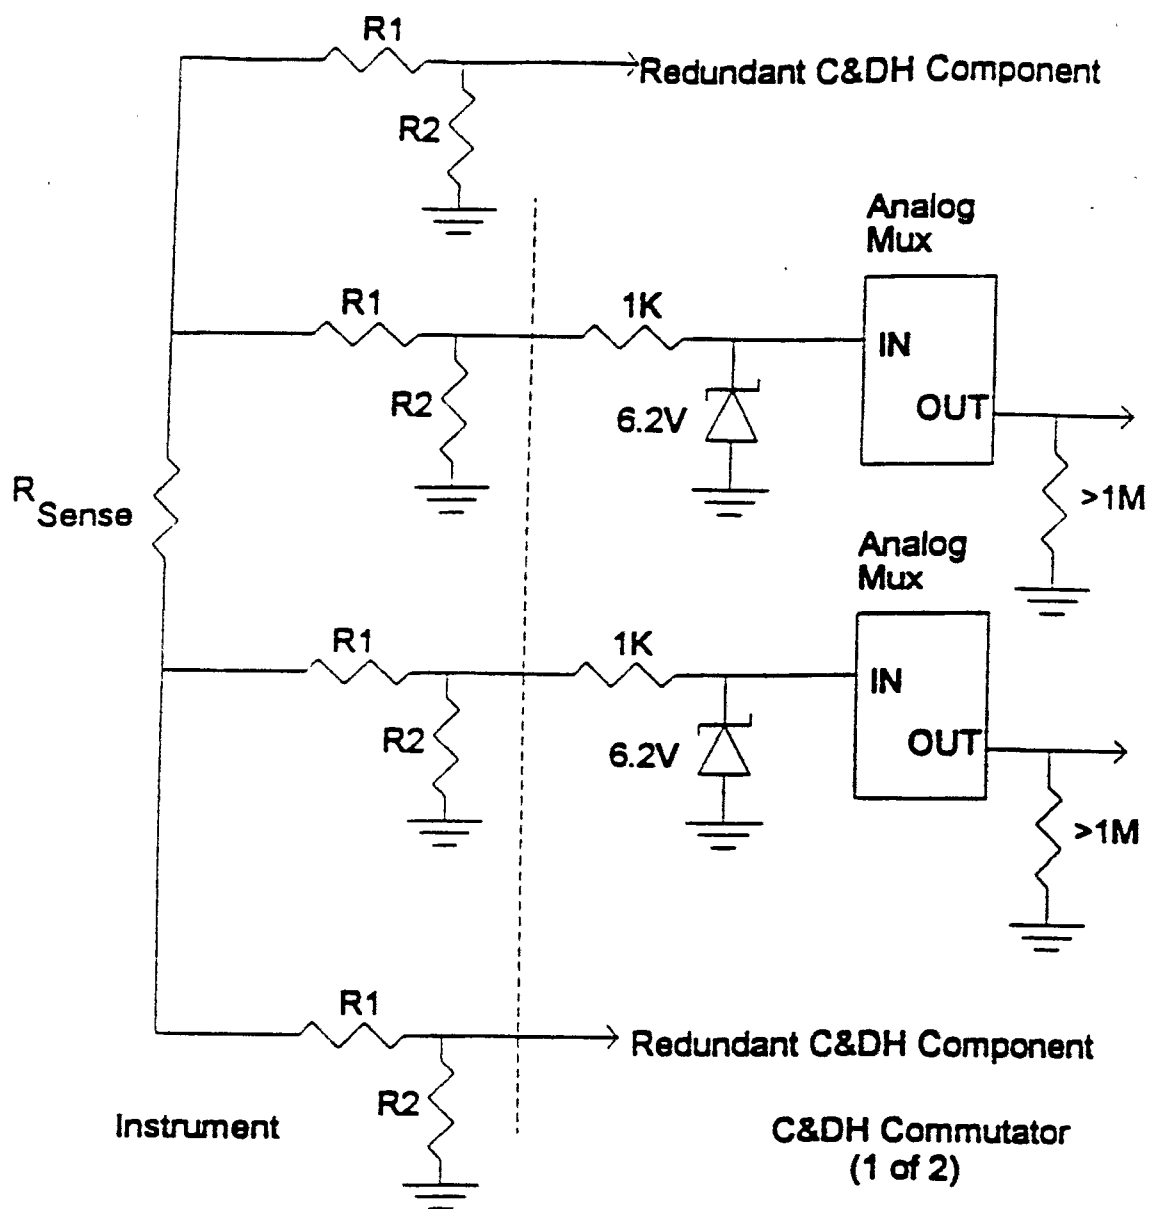 R1
Redundant C&DH Component
R2
Analog
Mux
R1
1K
IN
R2
6.2V
OUT
R
Sense
>1M
Analog
Mux
R1
1K
IN
R2
6.2V
OUT
>1M
R1
Redundant C&DH Component
R2
Instrument
C&DH Commutator
(1 of 2)